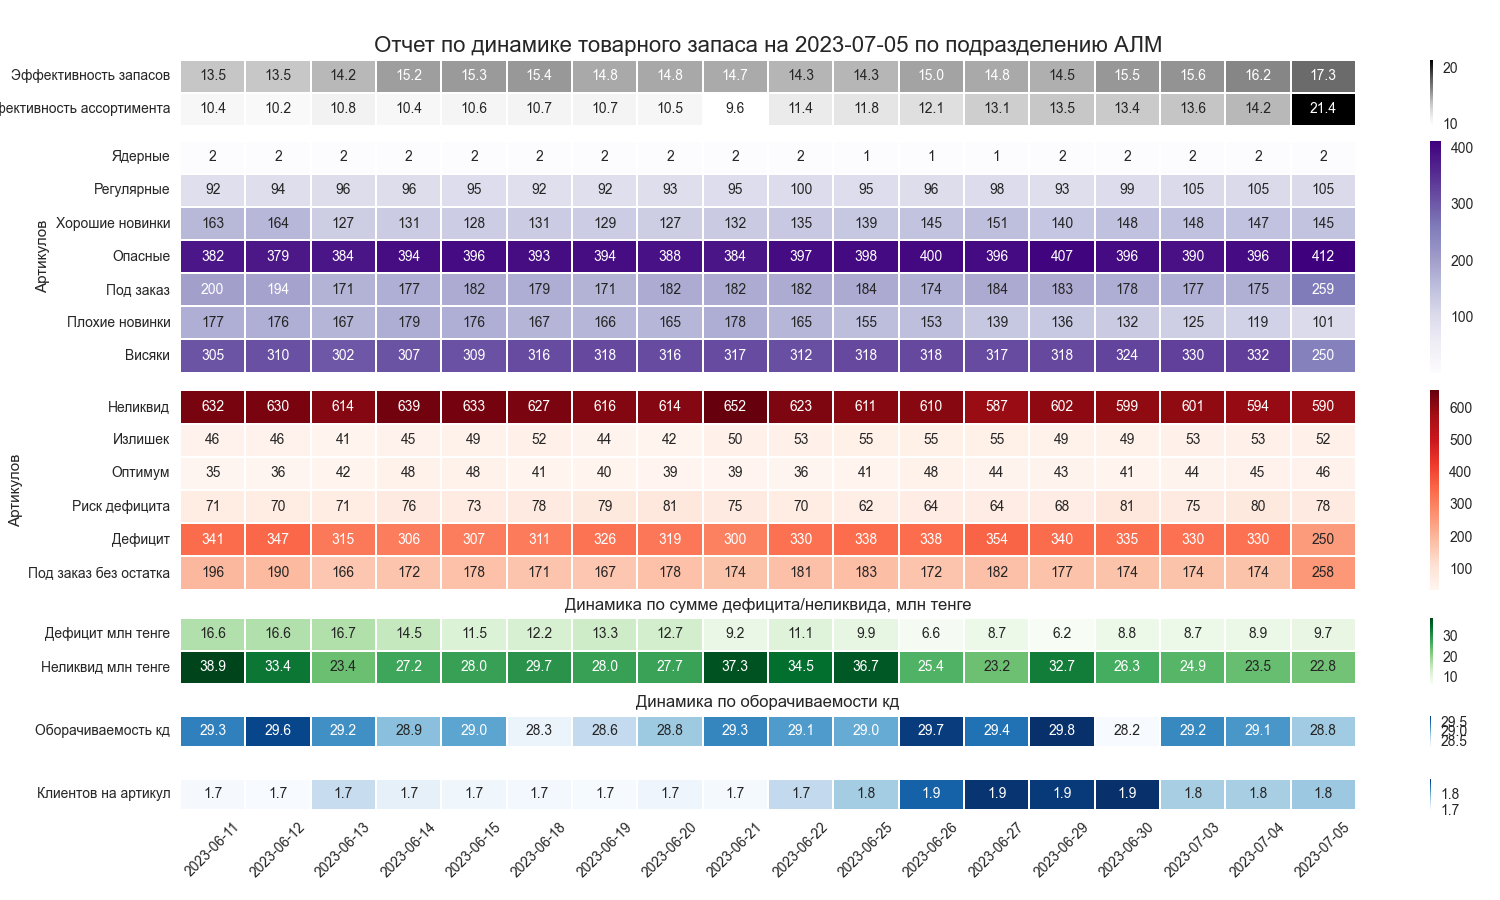 Отчет по динамике товарного запаса на 2023-07-05 по подразделению АЛМ
Эффективность запасов 13.5 13.5 14.2 15.2 15.3 15.4 14.8 14.8 14.7 14.3 14.3 15.0 14.8 14.5 15.5 15.6 16.2 17.3
фективность ассортимента 10.4 10.2 10.8 10.4 10.6 10.7 10.7 10.5 9.6 11.4 11.8 12.1 13.1 13.5 13.4 13.6 14.2 21.4
20
10
Артикулов
Ядерные 2 2 2 2 2 2 2 2 2 2 1 1 1 2 2 2 2 2
Регулярные 92 94 96 96 95 92 92 93 95 100 95 96 98 93 99 105 105 105
Хорошие новинки 163 164 127 131 128 131 129 127 132 135 139 145 151 140 148 148 147 145
Опасные 382 379 384 394 396 393 394 388 384 397 398 400 396 407 396 390 396 412
Под заказ 200 194 171 177 182 179 171 182 182 182 184 174 184 183 178 177 175 259
Плохие новинки 177 176 167 179 176 167 166 165 178 165 155 153 139 136 132 125 119 101
Висяки 305 310 302 307 309 316 318 316 317 312 318 318 317 318 324 330 332 250
400
300
200
100
Артикулов
Неликвид 632 630 614 639 633 627 616 614 652 623 611 610 587 602 599 601 594 590
Излишек 46 46 41 45 49 52 44 42 50 53 55 55 55 49 49 53 53 52
Оптимум 35 36 42 48 48 41 40 39 39 36 41 48 44 43 41 44 45 46
Риск дефицита 71 70 71 76 73 78 79 81 75 70 62 64 64 68 81 75 80 78
Дефицит 341 347 315 306 307 311 326 319 300 330 338 338 354 340 335 330 330 250
Под заказ без остатка 196 190 166 172 178 171 167 178 174 181 183 172 182 177 174 174 174 258
600
500
400
300
200
100
Динамика по сумме дефицита/неликвида, млн тенге
Дефицит млн тенге 16.6 16.6 16.7 14.5 11.5 12.2 13.3 12.7 9.2 11.1 9.9 6.6 8.7 6.2 8.8 8.7 8.9 9.7
Неликвид млн тенге 38.9 33.4 23.4 27.2 28.0 29.7 28.0 27.7 37.3 34.5 36.7 25.4 23.2 32.7 26.3 24.9 23.5 22.8
30
20
10
Динамика по оборачиваемости кд
Оборачиваемость кд 29.3 29.6 29.2 28.9 29.0 28.3 28.6 28.8 29.3 29.1 29.0 29.7 29.4 29.8 28.2 29.2 29.1 28.8
29.5
29.0
28.5
Клиентов на артикул 1.7 1.7 1.7 1.7 1.7 1.7 1.7 1.7 1.7 1.7 1.8 1.9 1.9 1.9 1.9 1.8 1.8 1.8
1.8
1.7
2023-06-11 2023-06-12 2023-06-13 2023-06-14 2023-06-15 2023-06-18 2023-06-19 2023-06-20 2023-06-21 2023-06-22 2023-06-25 2023-06-26 2023-06-27 2023-06-29 2023-06-30 2023-07-03 2023-07-04 2023-07-05